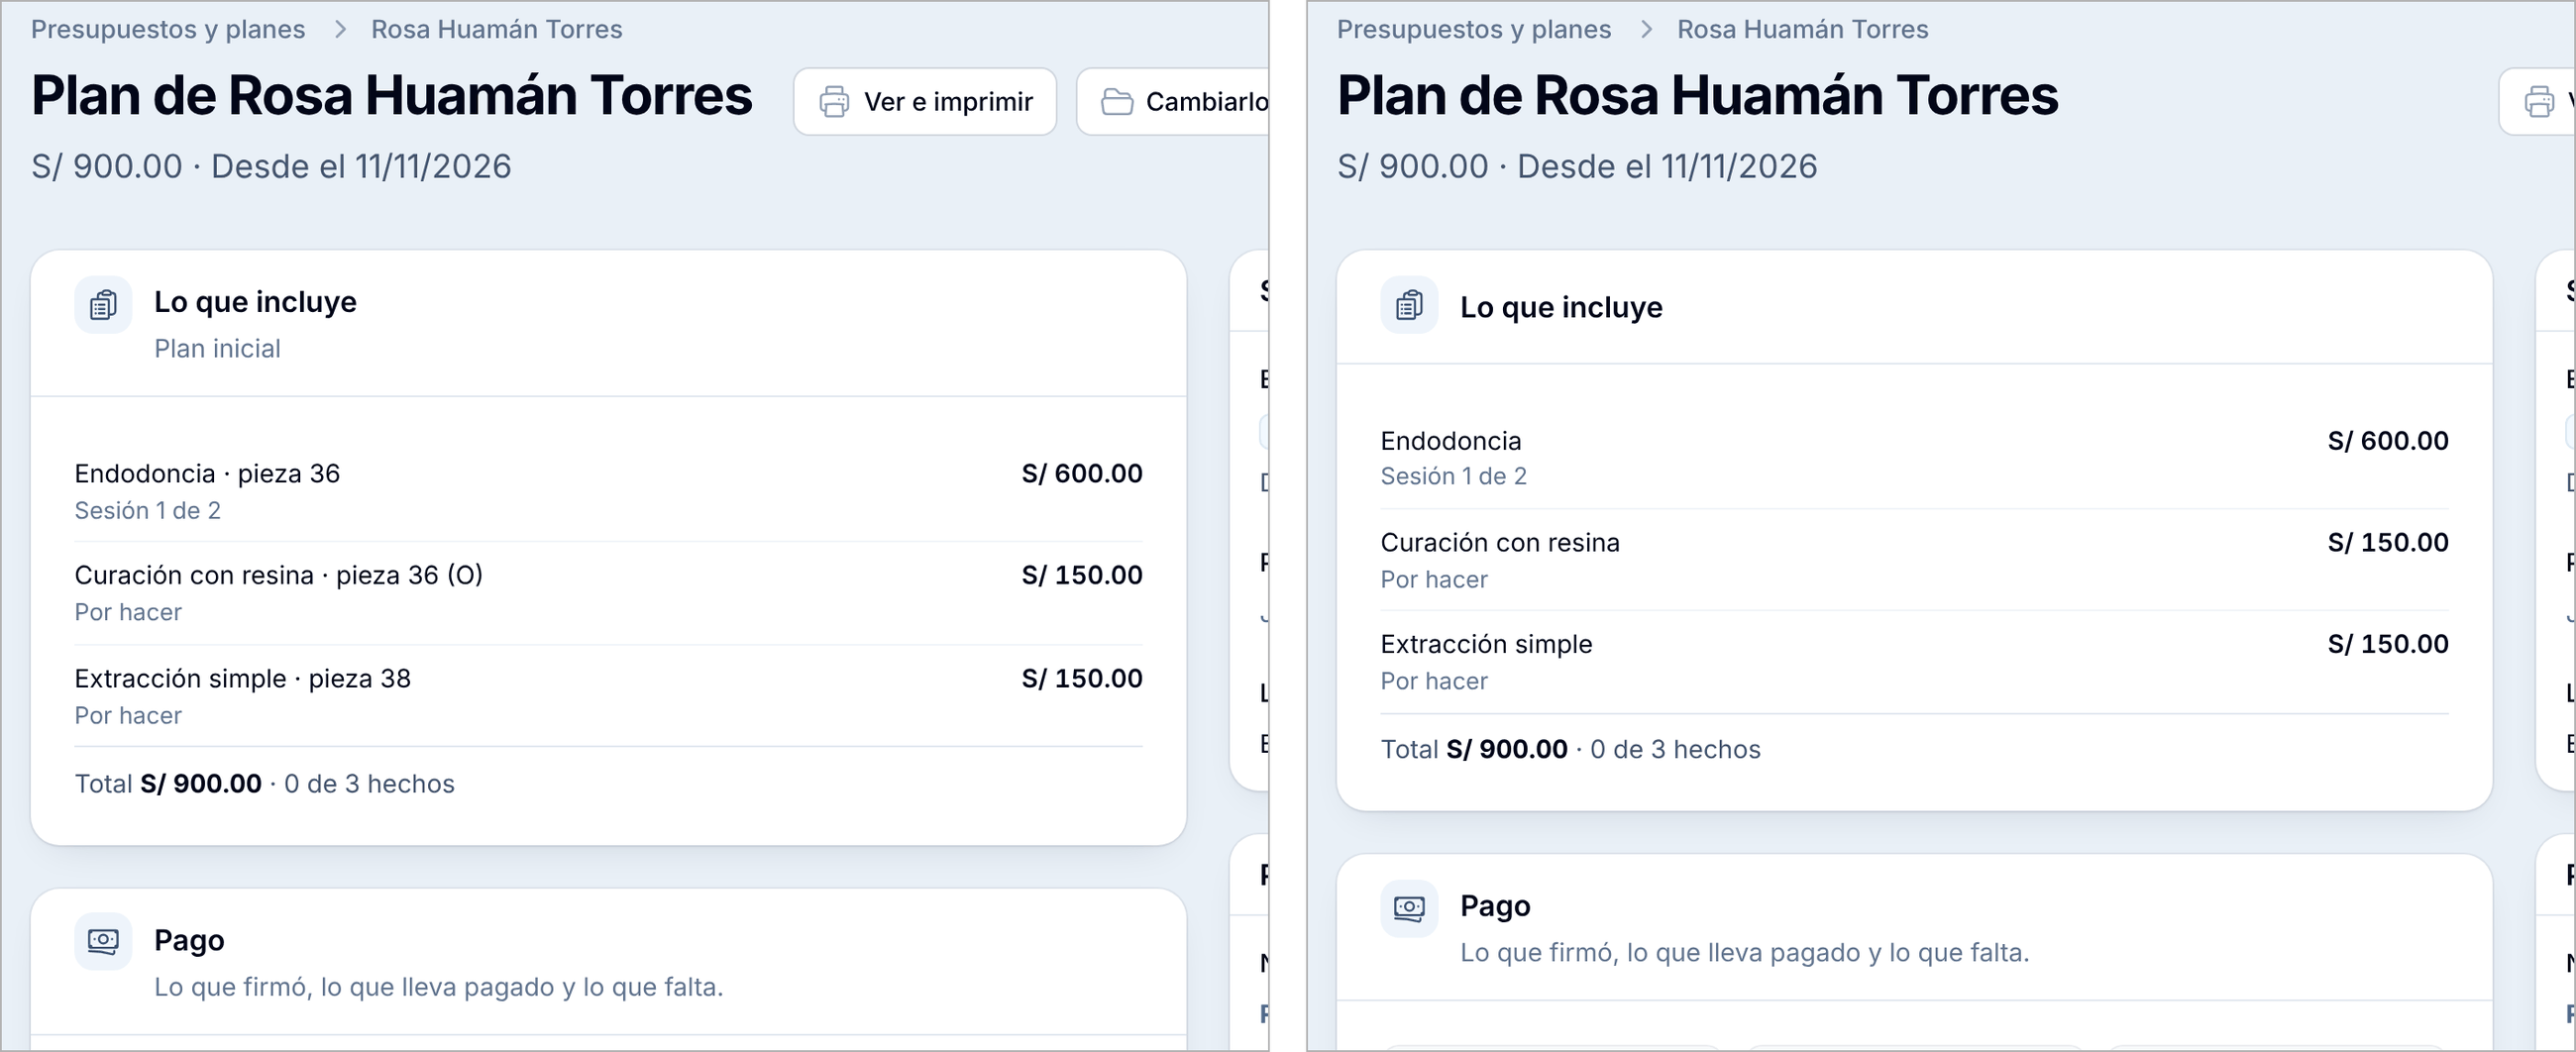 Presupuestos y planes > Rosa Huamán Torres
Plan de Rosa Huamán Torres
Ver e imprimir
Cambiarlo
S/ 900.00 · Desde el 11/11/2026
Lo que incluye
Plan inicial
Endodoncia · pieza 36 S/ 600.00
Sesión 1 de 2
Curación con resina · pieza 36 (O) S/ 150.00
Por hacer
Extracción simple · pieza 38 S/ 150.00
Por hacer
Total S/ 900.00 · 0 de 3 hechos
Pago
Lo que firmó, lo que lleva pagado y lo que falta.
Presupuestos y planes > Rosa Huamán Torres
Plan de Rosa Huamán Torres
S/ 900.00 · Desde el 11/11/2026
Lo que incluye
Endodoncia S/ 600.00
Sesión 1 de 2
Curación con resina S/ 150.00
Por hacer
Extracción simple S/ 150.00
Por hacer
Total S/ 900.00 · 0 de 3 hechos
Pago
Lo que firmó, lo que lleva pagado y lo que falta.